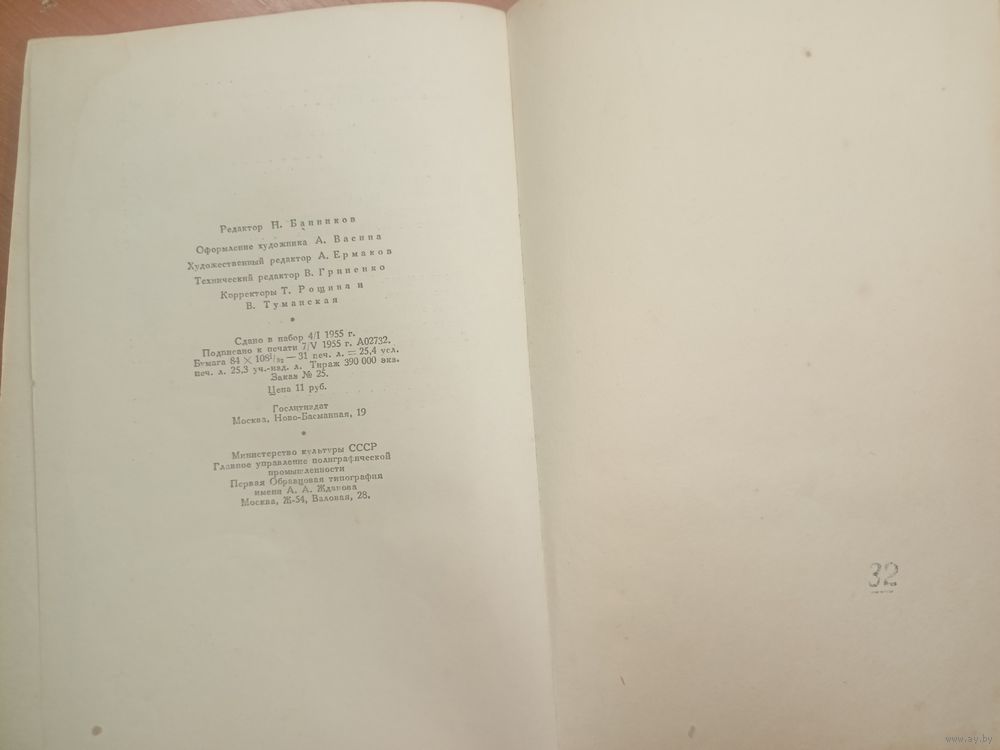 Редактор Н. Банников
Оформление художника А. Васина
Художественный редактор А. Ермаков
Технический редактор В. Гриненко
Корректоры Т. Рощина и
В. Туманская
*
Сдано в набор 4/I 1955 г.
Подписано к печати 7/V 1955 г. А02732.
Бумага 84 × 108¹/₃₂ — 31 печ. л. = 25,4 усл.
печ. л. 25,3 уч.-изд. л. Тираж 390 000 экз.
Заказ № 25.
Цена 11 руб.
Гослитиздат
Москва, Ново-Басманная, 19
*
Министерство культуры СССР
Главное управление полиграфической
промышленности
Первая Образцовая типография
имени А. А. Жданова
Москва, Ж-54, Валовая, 28.
32
www.ay.by